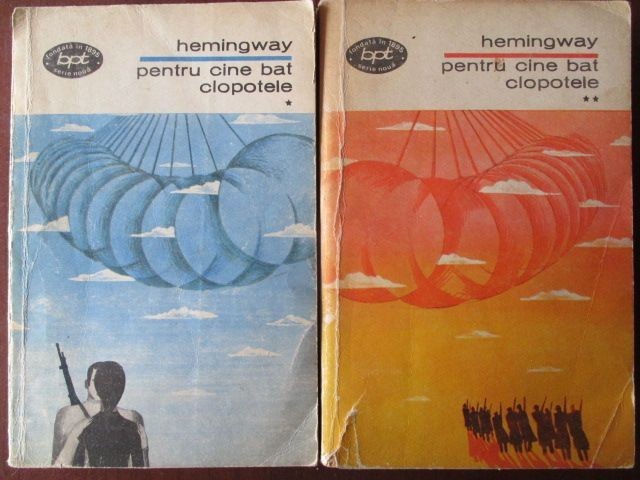 fondată în 1895
bpt
serie nouă
hemingway
pentru cine bat
clopotele
*
fondată în 1895
bpt
serie nouă
hemingway
pentru cine bat
clopotele
**